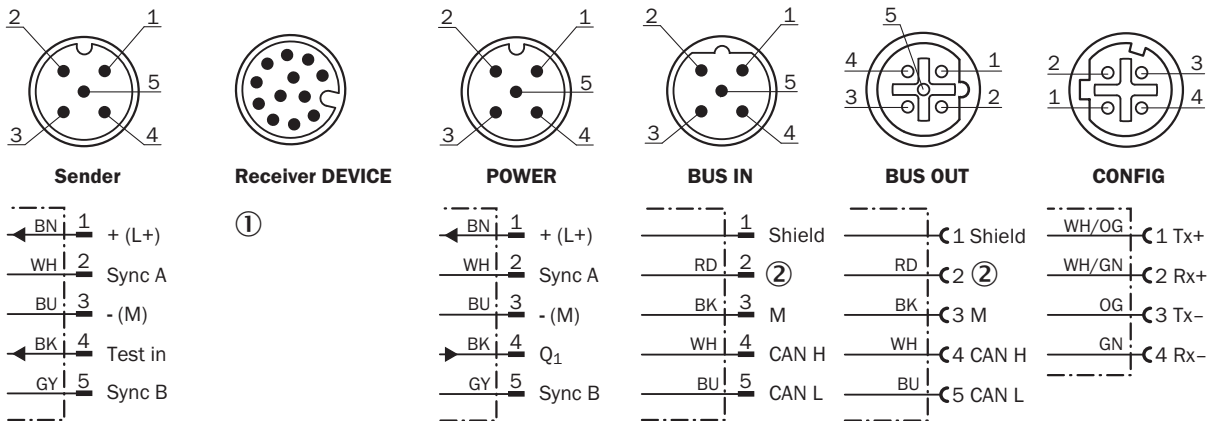 2 1
5
3 4
Sender
BN 1 + (L+)
WH 2 Sync A
BU 3 - (M)
BK 4 Test in
GY 5 Sync B
Receiver DEVICE
①
2 1
5
3 4
POWER
BN 1 + (L+)
WH 2 Sync A
BU 3 - (M)
BK 4 Q1
GY 5 Sync B
2 1
5
3 4
BUS IN
1 Shield
RD 2 ②
BK 3 M
WH 4 CAN H
BU 5 CAN L
5
4 1
3 2
BUS OUT
1 Shield
RD 2 ②
BK 3 M
WH 4 CAN H
BU 5 CAN L
2 3
1 4
CONFIG
WH/OG 1 Tx+
WH/GN 2 Rx+
OG 3 Tx–
GN 4 Rx–